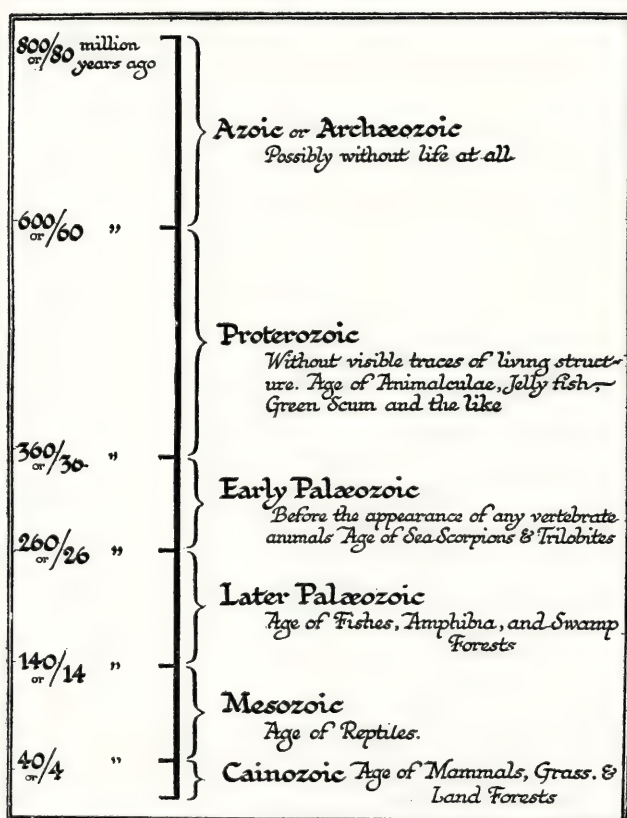 800/80 million
or years ago
Azoic or Archæozoic
Possibly without life at all
600/60 "
or
Proterozoic
Without visible traces of living struct-
ure. Age of Animalculae, Jelly fish,
Green Scum and the like
360/36 "
or
Early Palæozoic
Before the appearance of any vertebrate
animals Age of Sea Scorpions & Trilobites
260/26 "
or
Later Palæozoic
Age of Fishes, Amphibia, and Swamp
Forests
140/14 "
or
Mesozoic
Age of Reptiles.
40/4 "
or
Cainozoic Age of Mammals, Grass. &
Land Forests